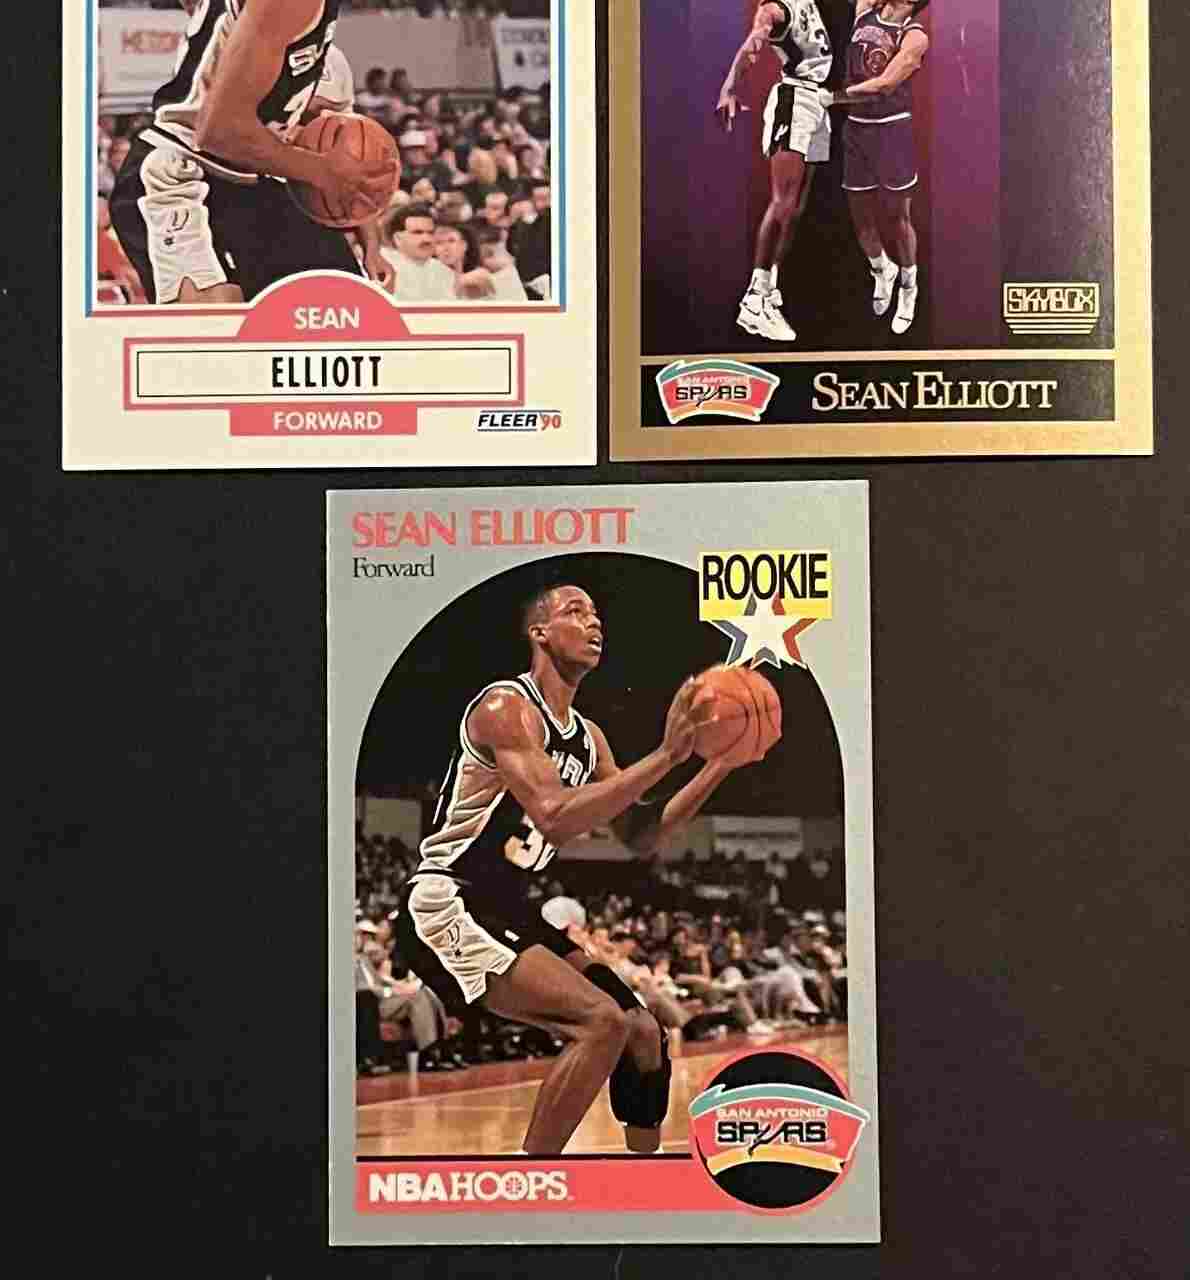 SEAN
ELLIOTT
FORWARD
FLEER '90
SKYBOX
SAN ANTONIO
SPURS
SEAN ELLIOTT
SEAN ELLIOTT
Forward
ROOKIE
SAN ANTONIO
SPURS
NBA HOOPS